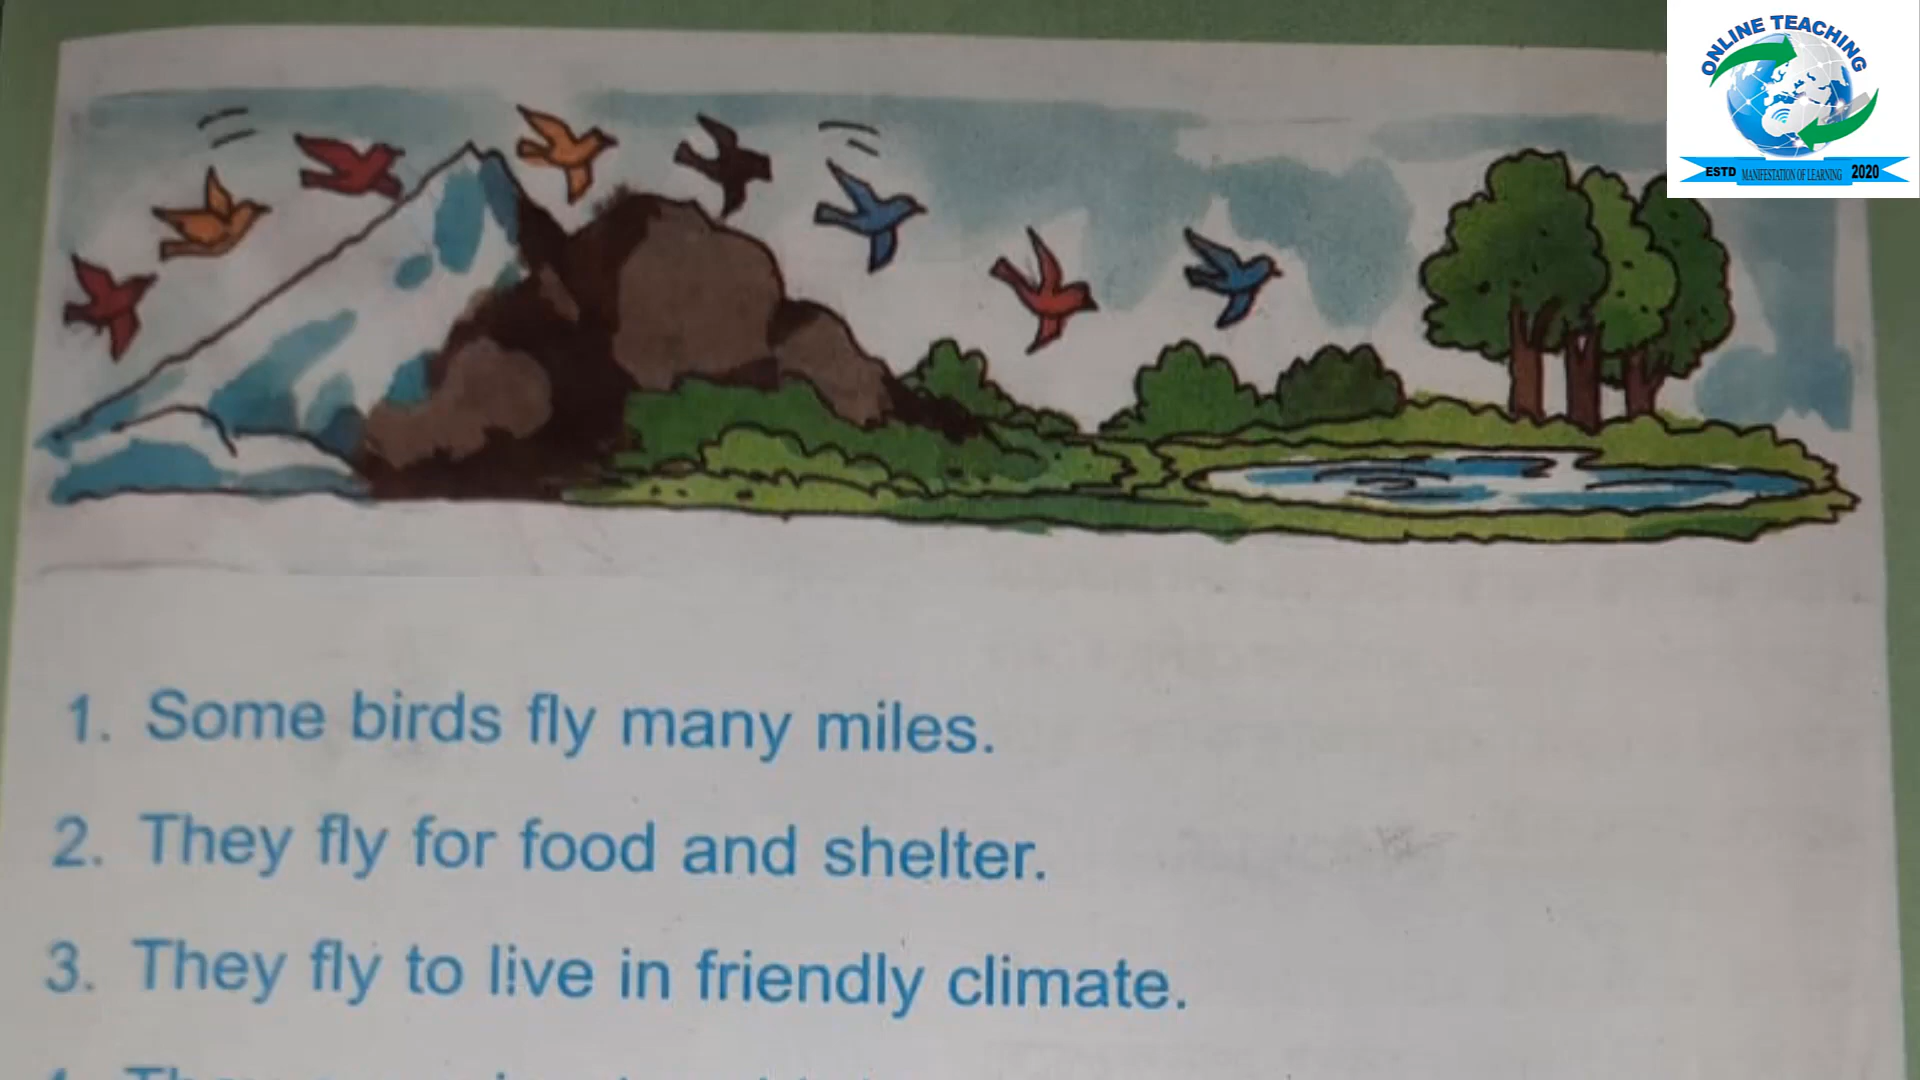 ONLINE TEACHING
ESTD MANIFESTATION OF LEARNING 2020
1. Some birds fly many miles.
2. They fly for food and shelter.
3. They fly to live in friendly climate.